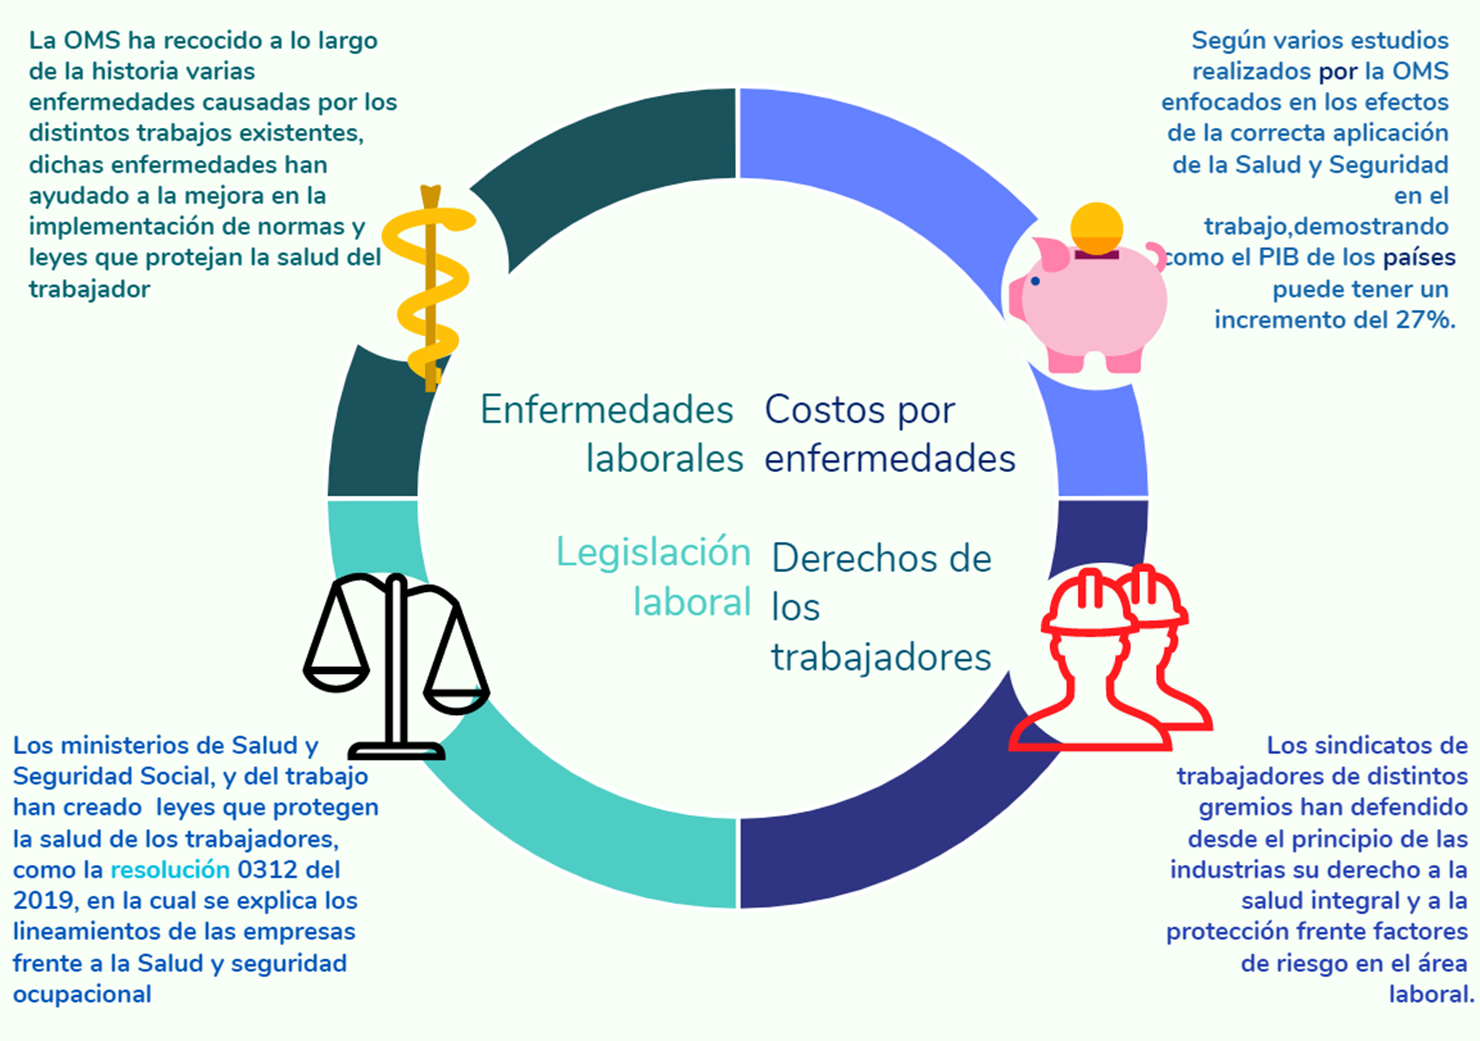 La OMS ha recocido a lo largo
de la historia varias
enfermedades causadas por los
distintos trabajos existentes,
dichas enfermedades han
ayudado a la mejora en la
implementación de normas y
leyes que protejan la salud del
trabajador
Según varios estudios
realizados por la OMS
enfocados en los efectos
de la correcta aplicación
de la Salud y Seguridad
en el
trabajo,demostrando
como el PIB de los países
puede tener un
incremento del 27%.
Enfermedades
laborales
Costos por
enfermedades
Legislación
laboral
Derechos de
los
trabajadores
Los ministerios de Salud y
Seguridad Social, y del trabajo
han creado leyes que protegen
la salud de los trabajadores,
como la resolución 0312 del
2019, en la cual se explica los
lineamientos de las empresas
frente a la Salud y seguridad
ocupacional
Los sindicatos de
trabajadores de distintos
gremios han defendido
desde el principio de las
industrias su derecho a la
salud integral y a la
protección frente factores
de riesgo en el área
laboral.